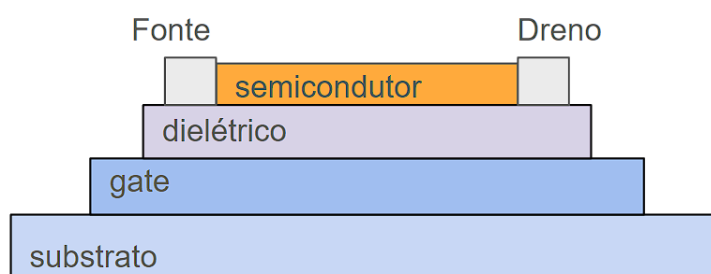 Fonte
Dreno
semicondutor
dielétrico
gate
substrato